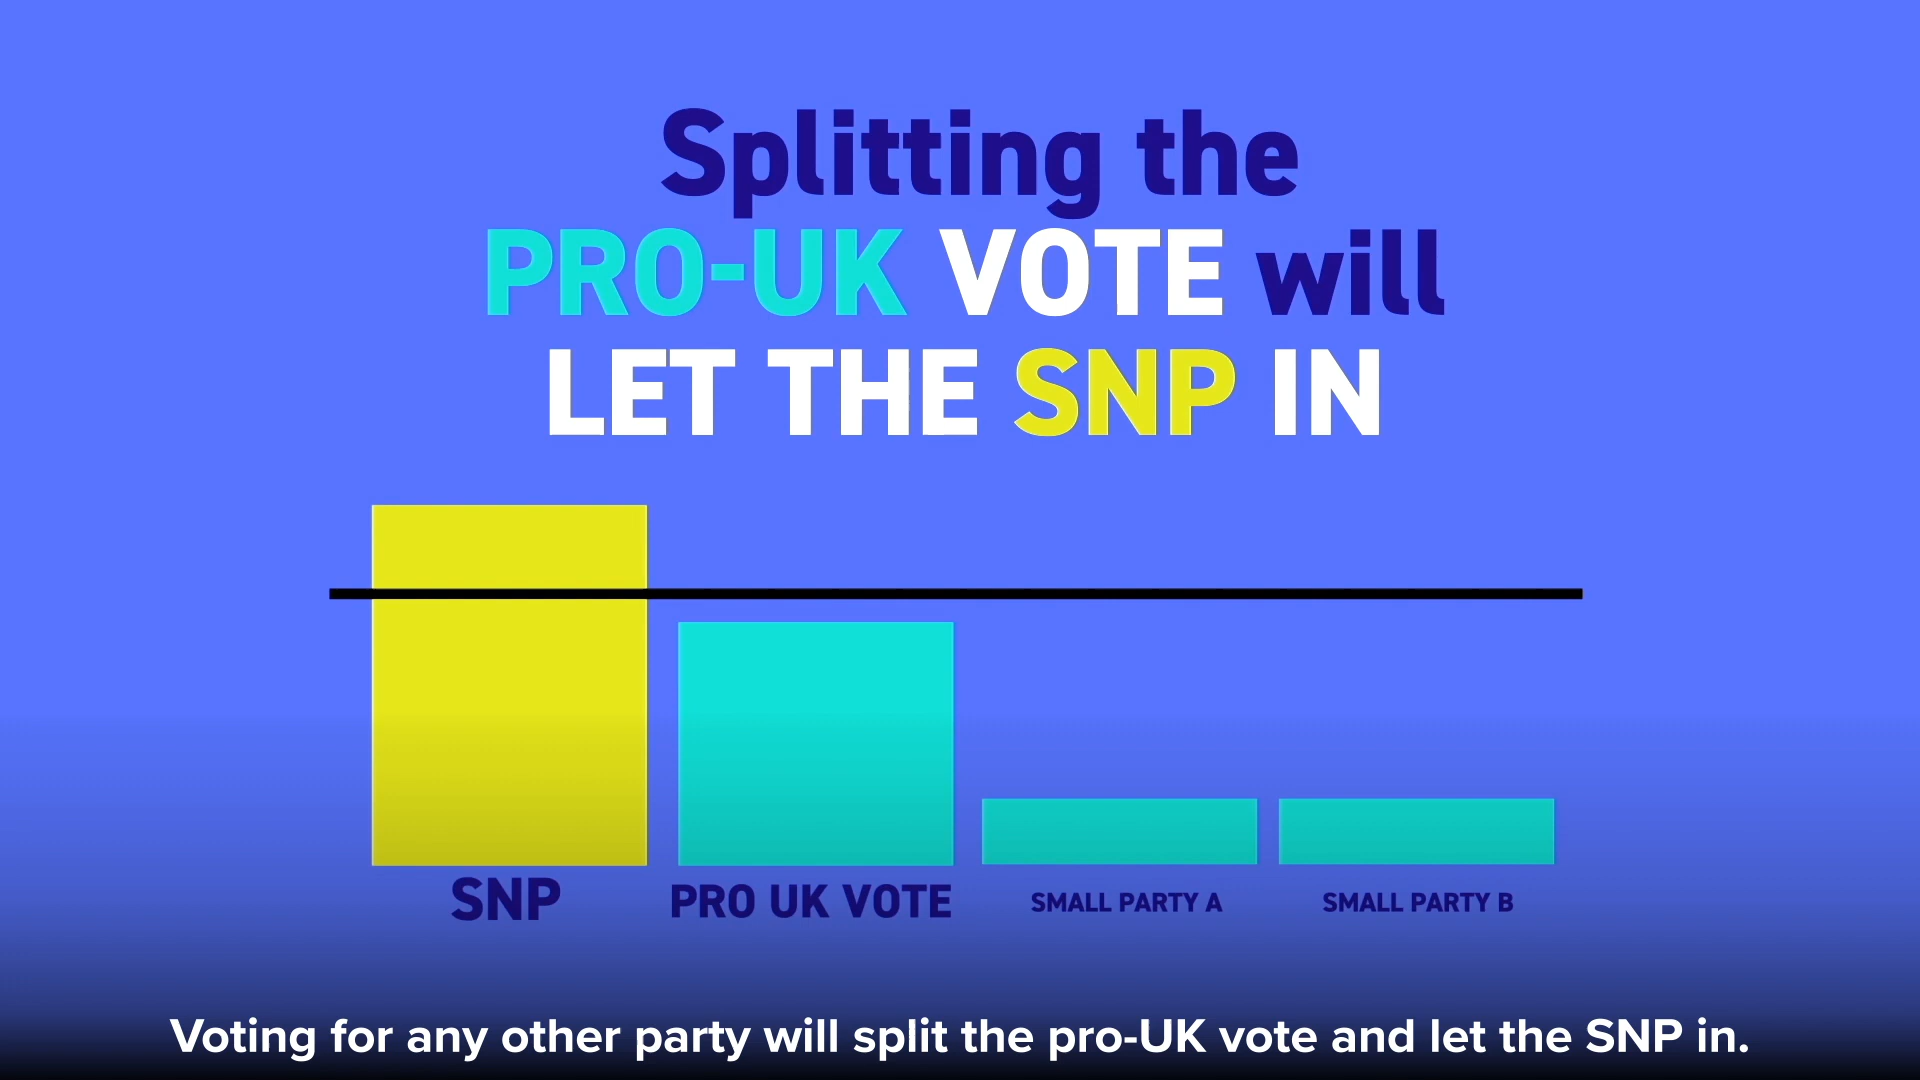 Splitting the
PRO-UK VOTE will
LET THE SNP IN
SNP
PRO UK VOTE
SMALL PARTY A
SMALL PARTY B
Voting for any other party will split the pro-UK vote and let the SNP in.